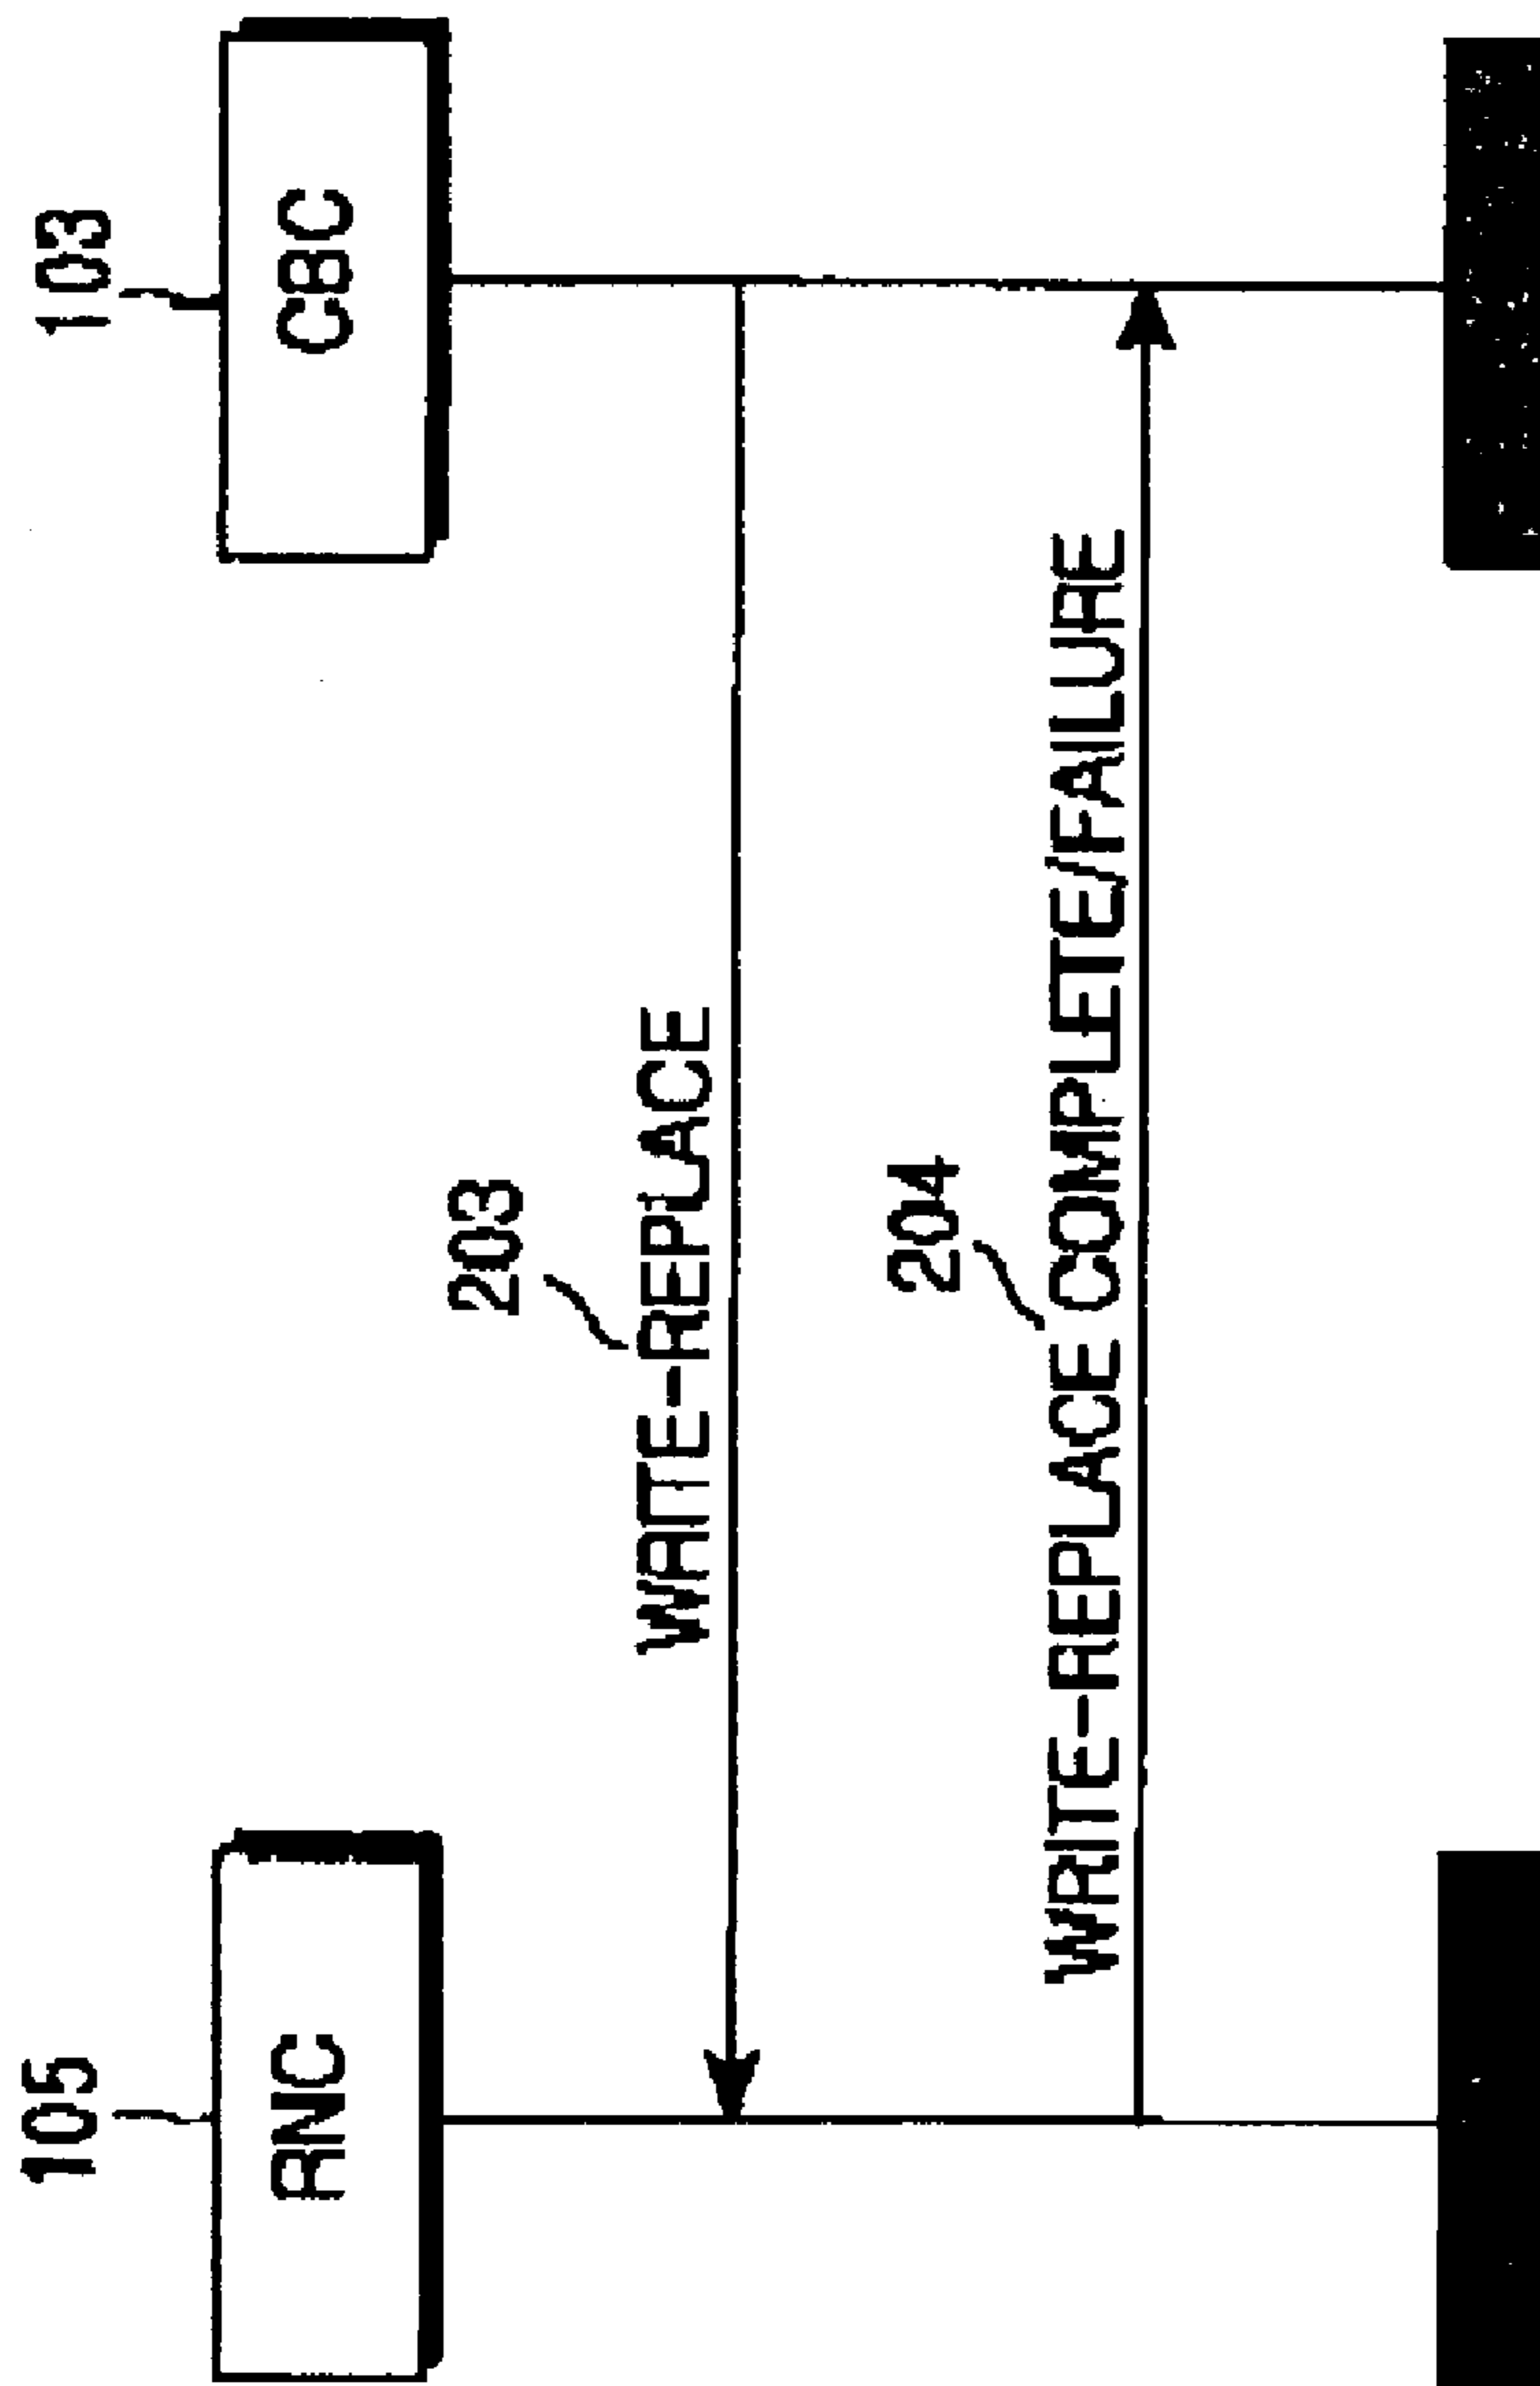 105
103
RNC
CBC
203
WRITE-REPLACE
204
WRITE-REPLACE COMPLETE/FAILURE